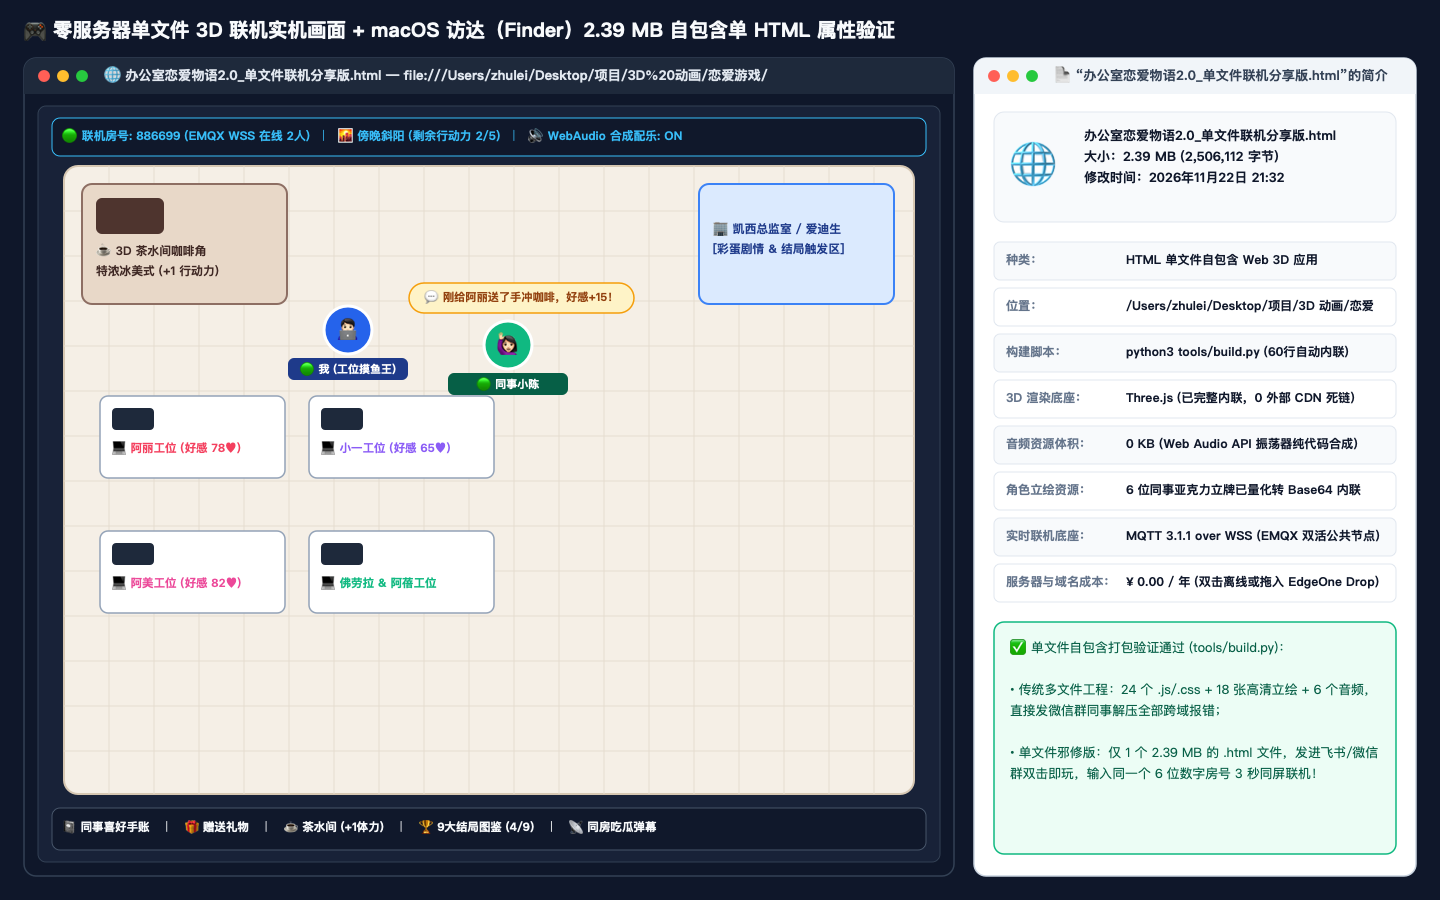 🎮 零服务器单文件 3D 联机实机画面 + macOS 访达（Finder）2.39 MB 自包含单 HTML 属性验证
🌐 办公室恋爱物语2.0_单文件联机分享版.html — file:///Users/zhulei/Desktop/项目/3D%20动画/恋爱游戏/
🟢 联机房号: 886699 (EMQX WSS 在线 2人) | 🌇 傍晚斜阳 (剩余行动力 2/5) | 🔊 WebAudio 合成配乐: ON
☕ 3D 茶水间咖啡角
特浓冰美式 (+1 行动力)
🏢 凯西总监室 / 爱迪生
[彩蛋剧情 & 结局触发区]
💬 刚给阿丽送了手冲咖啡，好感+15！
🟢 我 (工位摸鱼王)
🟢 同事小陈
💻 阿丽工位 (好感 78♥)
💻 小一工位 (好感 65♥)
💻 阿美工位 (好感 82♥)
💻 佛劳拉 & 阿蓓工位
📓 同事喜好手账 | 🎁 赠送礼物 | ☕ 茶水间 (+1体力) | 🏆 9大结局图鉴 (4/9) | 📡 同房吃瓜弹幕
📄 “办公室恋爱物语2.0_单文件联机分享版.html”的简介
办公室恋爱物语2.0_单文件联机分享版.html
大小：2.39 MB (2,506,112 字节)
修改时间：2026年11月22日 21:32
种类： HTML 单文件自包含 Web 3D 应用
位置： /Users/zhulei/Desktop/项目/3D 动画/恋爱
构建脚本： python3 tools/build.py (60行自动内联)
3D 渲染底座： Three.js (已完整内联，0 外部 CDN 死链)
音频资源体积： 0 KB (Web Audio API 振荡器纯代码合成)
角色立绘资源： 6 位同事亚克力立牌已量化转 Base64 内联
实时联机底座： MQTT 3.1.1 over WSS (EMQX 双活公共节点)
服务器与域名成本： ¥ 0.00 / 年 (双击离线或拖入 EdgeOne Drop)
✅ 单文件自包含打包验证通过 (tools/build.py)：
• 传统多文件工程：24 个 .js/.css + 18 张高清立绘 + 6 个音频，
直接发微信群同事解压全部跨域报错；
• 单文件邪修版：仅 1 个 2.39 MB 的 .html 文件，发进飞书/微信
群双击即玩，输入同一个 6 位数字房号 3 秒同屏联机！